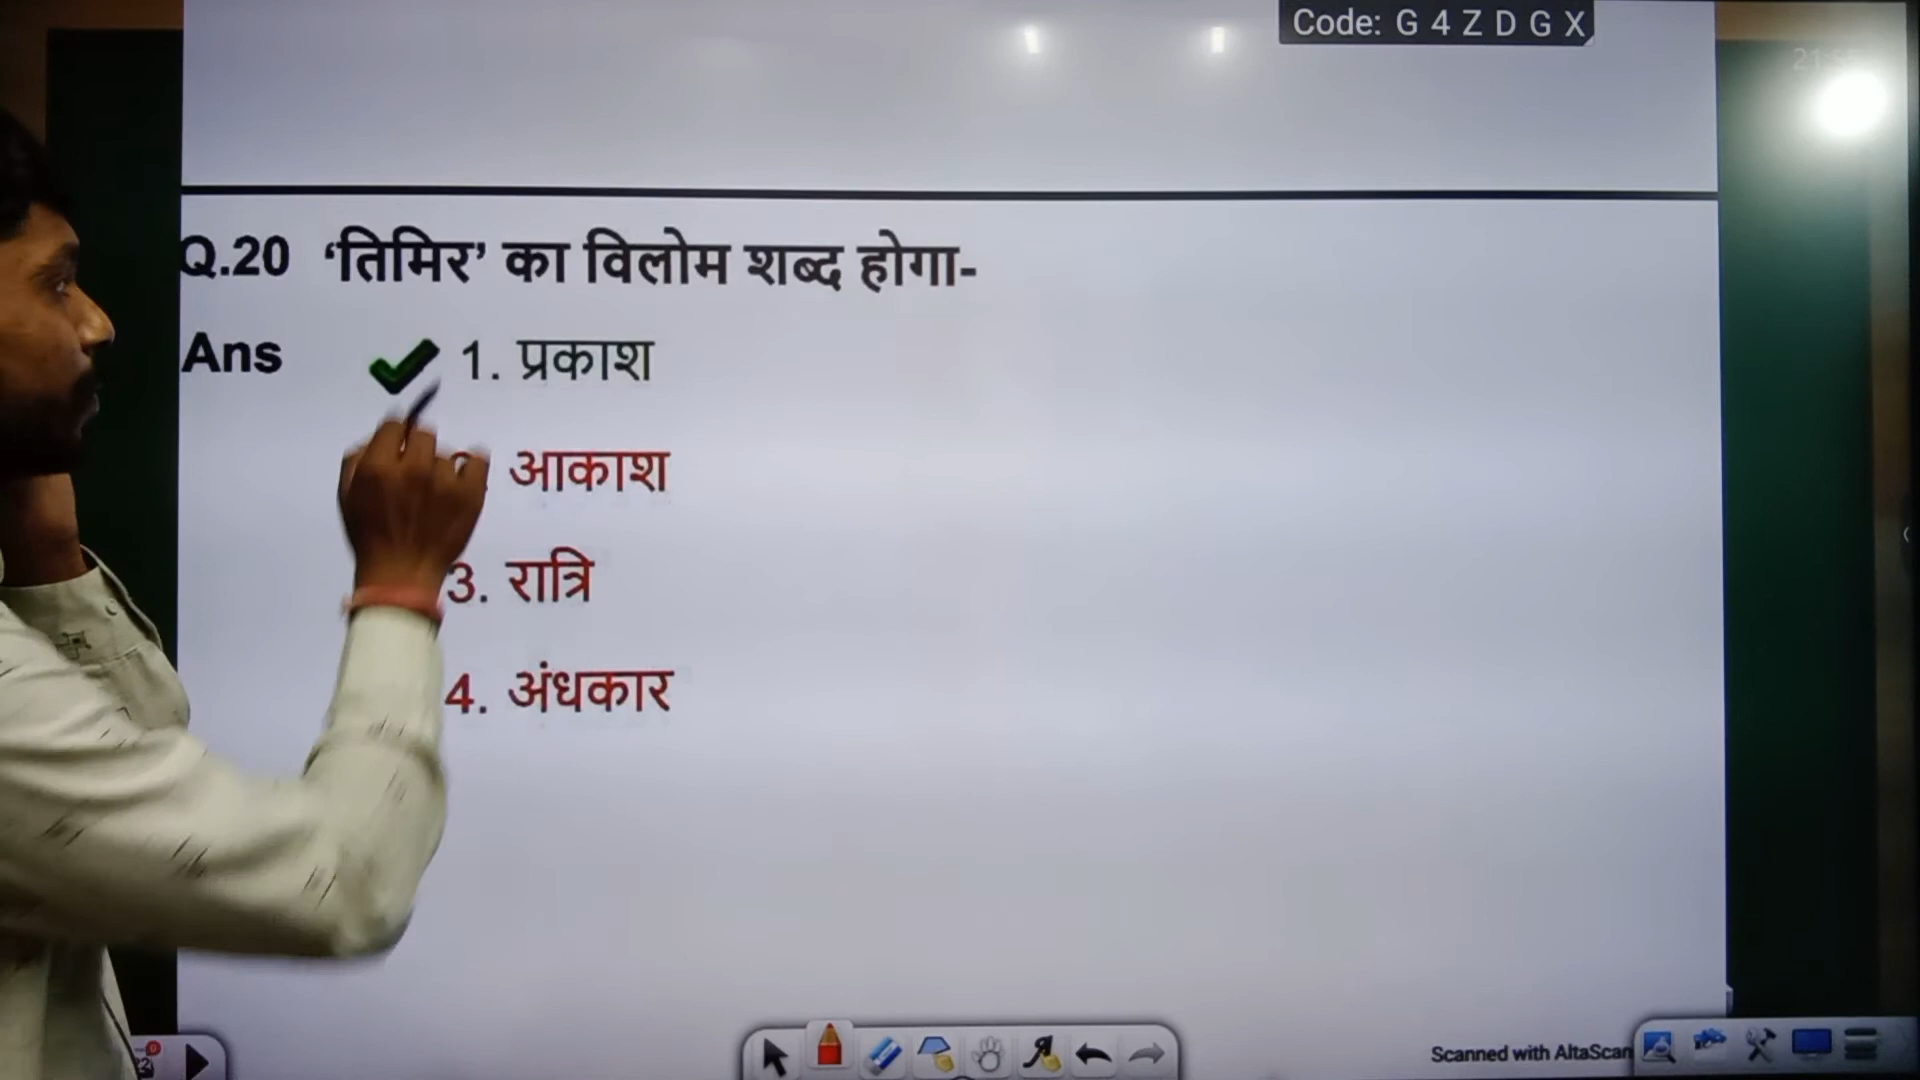 Code: G 4 Z D G X
Q.20 ‘तिमिर’ का विलोम शब्द होगा-
Ans 1. प्रकाश
आकाश
3. रात्रि
4. अंधकार
Scanned with AltaScan